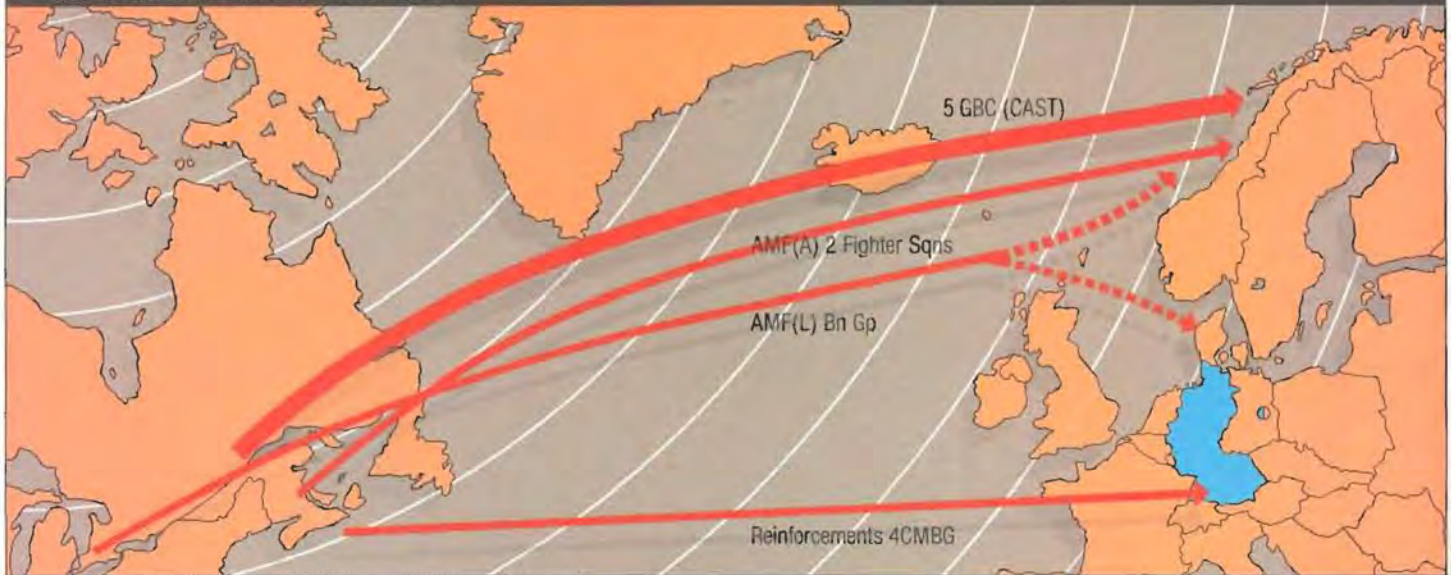 5 GBC (CAST)
AMF(A) 2 Fighter Sqns
AMF(L) Bn Gp
Reinforcements 4CMBG